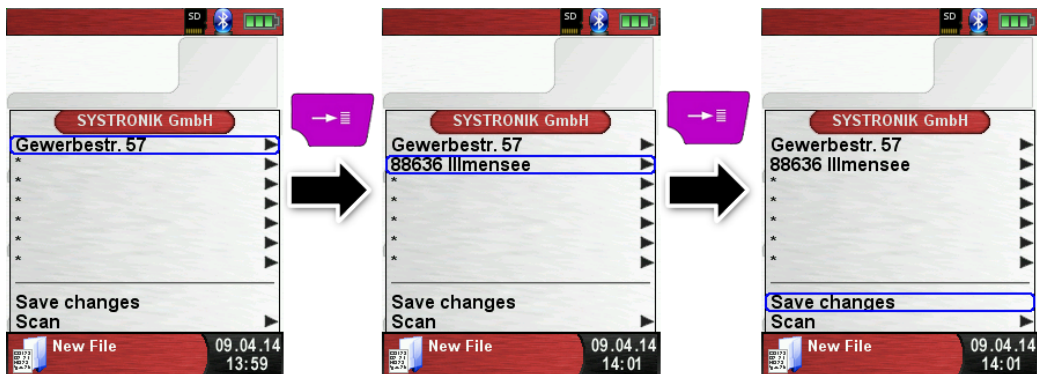 SD
SYSTRONIK GmbH
Gewerbestr. 57
*
*
*
*
*
*
Save changes
Scan
New File
09.04.14
13:59
SD
SYSTRONIK GmbH
Gewerbestr. 57
88636 Illmensee
*
*
*
*
*
Save changes
Scan
New File
09.04.14
14:01
SD
SYSTRONIK GmbH
Gewerbestr. 57
88636 Illmensee
*
*
*
*
*
Save changes
Scan
New File
09.04.14
14:01